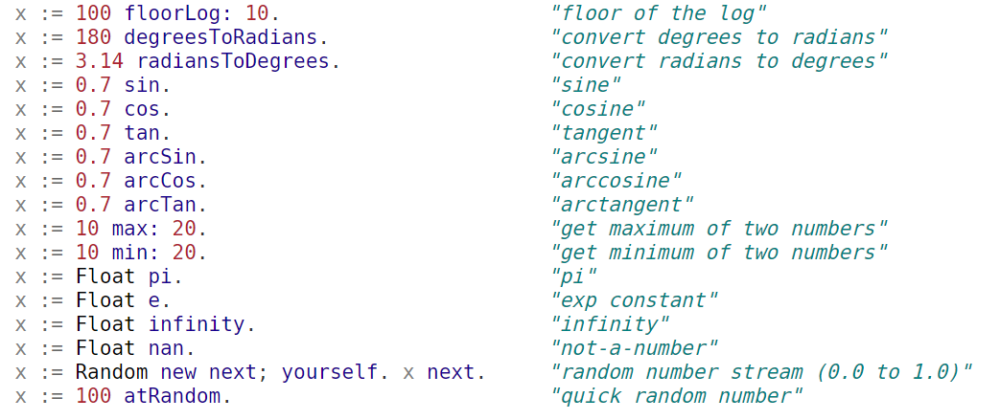 x := 100 floorLog: 10. "floor of the log"
x := 180 degreesToRadians. "convert degrees to radians"
x := 3.14 radiansToDegrees. "convert radians to degrees"
x := 0.7 sin. "sine"
x := 0.7 cos. "cosine"
x := 0.7 tan. "tangent"
x := 0.7 arcSin. "arcsine"
x := 0.7 arcCos. "arccosine"
x := 0.7 arcTan. "arctangent"
x := 10 max: 20. "get maximum of two numbers"
x := 10 min: 20. "get minimum of two numbers"
x := Float pi. "pi"
x := Float e. "exp constant"
x := Float infinity. "infinity"
x := Float nan. "not-a-number"
x := Random new next; yourself. x next. "random number stream (0.0 to 1.0)"
x := 100 atRandom. "quick random number"